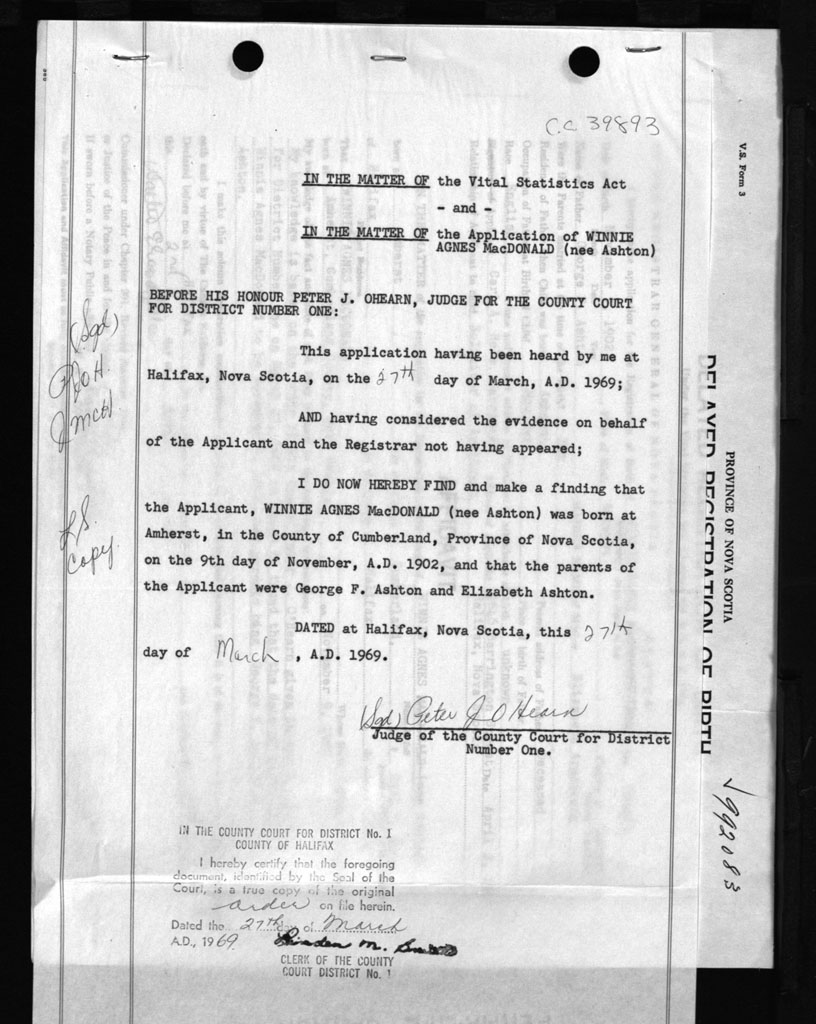 C.C 39893
IN THE MATTER OF the Vital Statistics Act
- and -
IN THE MATTER OF the Application of WINNIE
AGNES MacDONALD (nee Ashton)
BEFORE HIS HONOUR PETER J. OHEARN, JUDGE FOR THE COUNTY COURT
FOR DISTRICT NUMBER ONE:
This application having been heard by me at
Halifax, Nova Scotia, on the 27th day of March, A.D. 1969;
AND having considered the evidence on behalf
of the Applicant and the Registrar not having appeared;
I DO NOW HEREBY FIND and make a finding that
the Applicant, WINNIE AGNES MacDONALD (nee Ashton) was born at
Amherst, in the County of Cumberland, Province of Nova Scotia,
on the 9th day of November, A.D. 1902, and that the parents of
the Applicant were George F. Ashton and Elizabeth Ashton.
DATED at Halifax, Nova Scotia, this 27th
day of March, A.D. 1969.
(Sgd) Peter J O Hearn
Judge of the County Court for District
Number One.
IN THE COUNTY COURT FOR DISTRICT No. 1
COUNTY OF HALIFAX
I hereby certify that the foregoing
document, identified by the Seal of the
Court, is a true copy of the original
order on file herein.
Dated the 27th day of March
A.D., 1969.
CLERK OF THE COUNTY
COURT DISTRICT No. 1
(Sgd)
PJOH.
L.S.
Copy.
V.S. Form 3
PROVINCE OF NOVA SCOTIA
DELAYED REGISTRATION OF BIRTH
992083